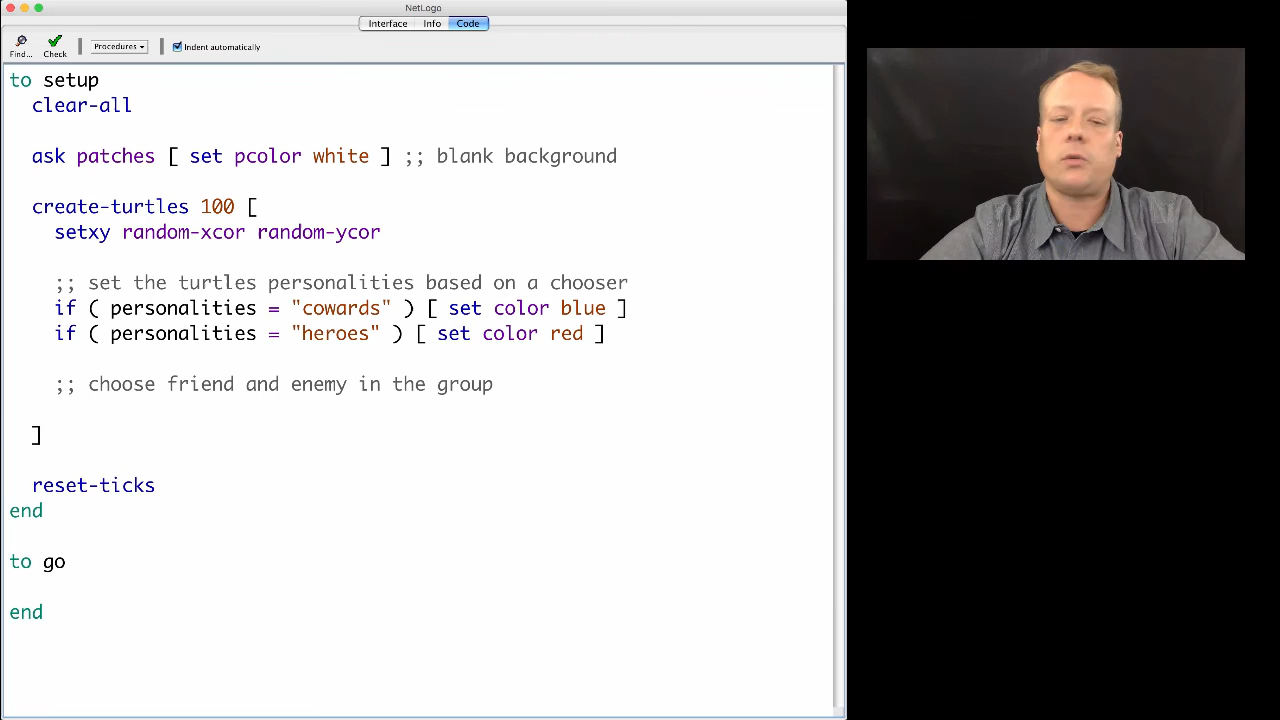 NetLogo
Interface Info Code
Find... Check Procedures Indent automatically
to setup
clear-all
ask patches [ set pcolor white ] ;; blank background
create-turtles 100 [
setxy random-xcor random-ycor
;; set the turtles personalities based on a chooser
if ( personalities = "cowards" ) [ set color blue ]
if ( personalities = "heroes" ) [ set color red ]
;; choose friend and enemy in the group
]
reset-ticks
end
to go
end